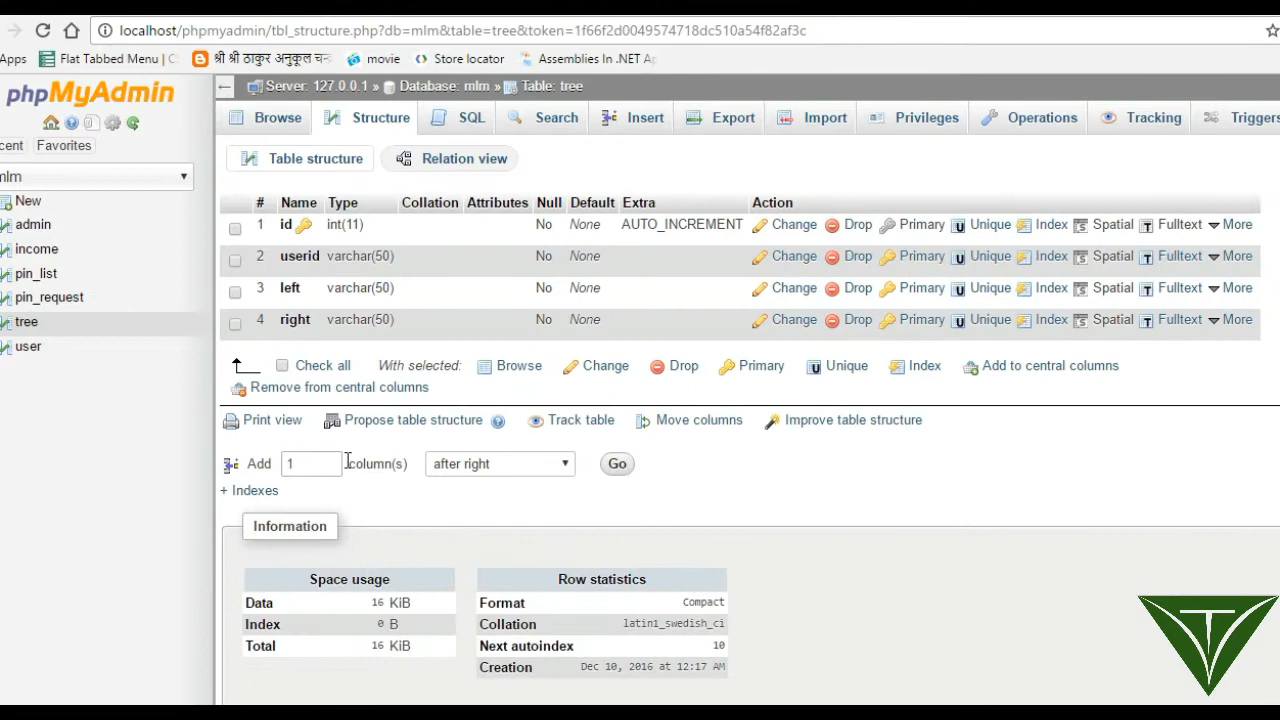 localhost/phpmyadmin/tbl_structure.php?db=mlm&table=tree&token=1f66f2d0049574718dc510a54f82af3c
Apps Flat Tabbed Menu | C श्री श्री ठाकुर अनुकूल चन्द movie Store locator Assemblies In .NET Ap
phpMyAdmin
Server: 127.0.0.1 » Database: mlm » Table: tree
Browse Structure SQL Search Insert Export Import Privileges Operations Tracking Triggers
cent Favorites
Table structure Relation view
mlm
New
admin
income
pin_list
pin_request
tree
user
# Name Type Collation Attributes Null Default Extra Action
1 id int(11) No None AUTO_INCREMENT Change Drop Primary Unique Index Spatial Fulltext More
2 userid varchar(50) No None Change Drop Primary Unique Index Spatial Fulltext More
3 left varchar(50) No None Change Drop Primary Unique Index Spatial Fulltext More
4 right varchar(50) No None Change Drop Primary Unique Index Spatial Fulltext More
Check all With selected: Browse Change Drop Primary Unique Index Add to central columns
Remove from central columns
Print view Propose table structure Track table Move columns Improve table structure
Add 1 column(s) after right Go
+ Indexes
Information
Space usage
Data 16 KiB
Index 0 B
Total 16 KiB
Row statistics
Format Compact
Collation latin1_swedish_ci
Next autoindex 10
Creation Dec 10, 2016 at 12:17 AM